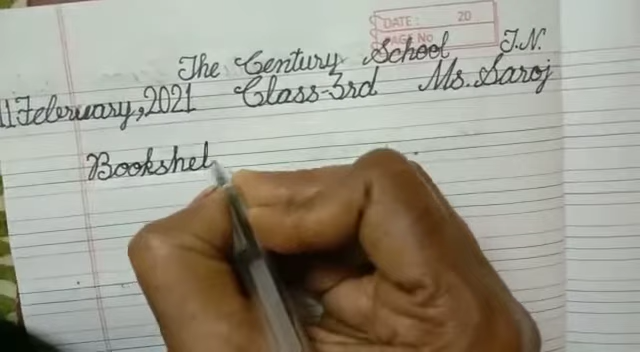 DATE : 20
PAGE NO
The Century School J.N.
11 February, 2021 Class-3rd Ms. Saroj
Bookshel